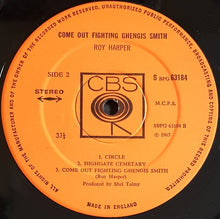 UNAUTHORISED PUBLIC PERFORMANCE, BROADCASTING AND COPYING OF THIS RECORD PROHIBITED
ALL RIGHTS OF THE MANUFACTURER AND OF THE OWNER OF THE RECORDED WORK RESERVED
COME OUT FIGHTING GHENGIS SMITH
ROY HARPER
SIDE 2
S SBPG 63184
CBS
STEREO
M.C.P.S.
33⅓
SSPG 63184 B
℗ 1967
1. CIRCLE
2. HIGHGATE CEMETARY
3. COME OUT FIGHTING GHENGIS SMITH
(Roy Harper)
Produced by Shel Talmy
MADE IN ENGLAND